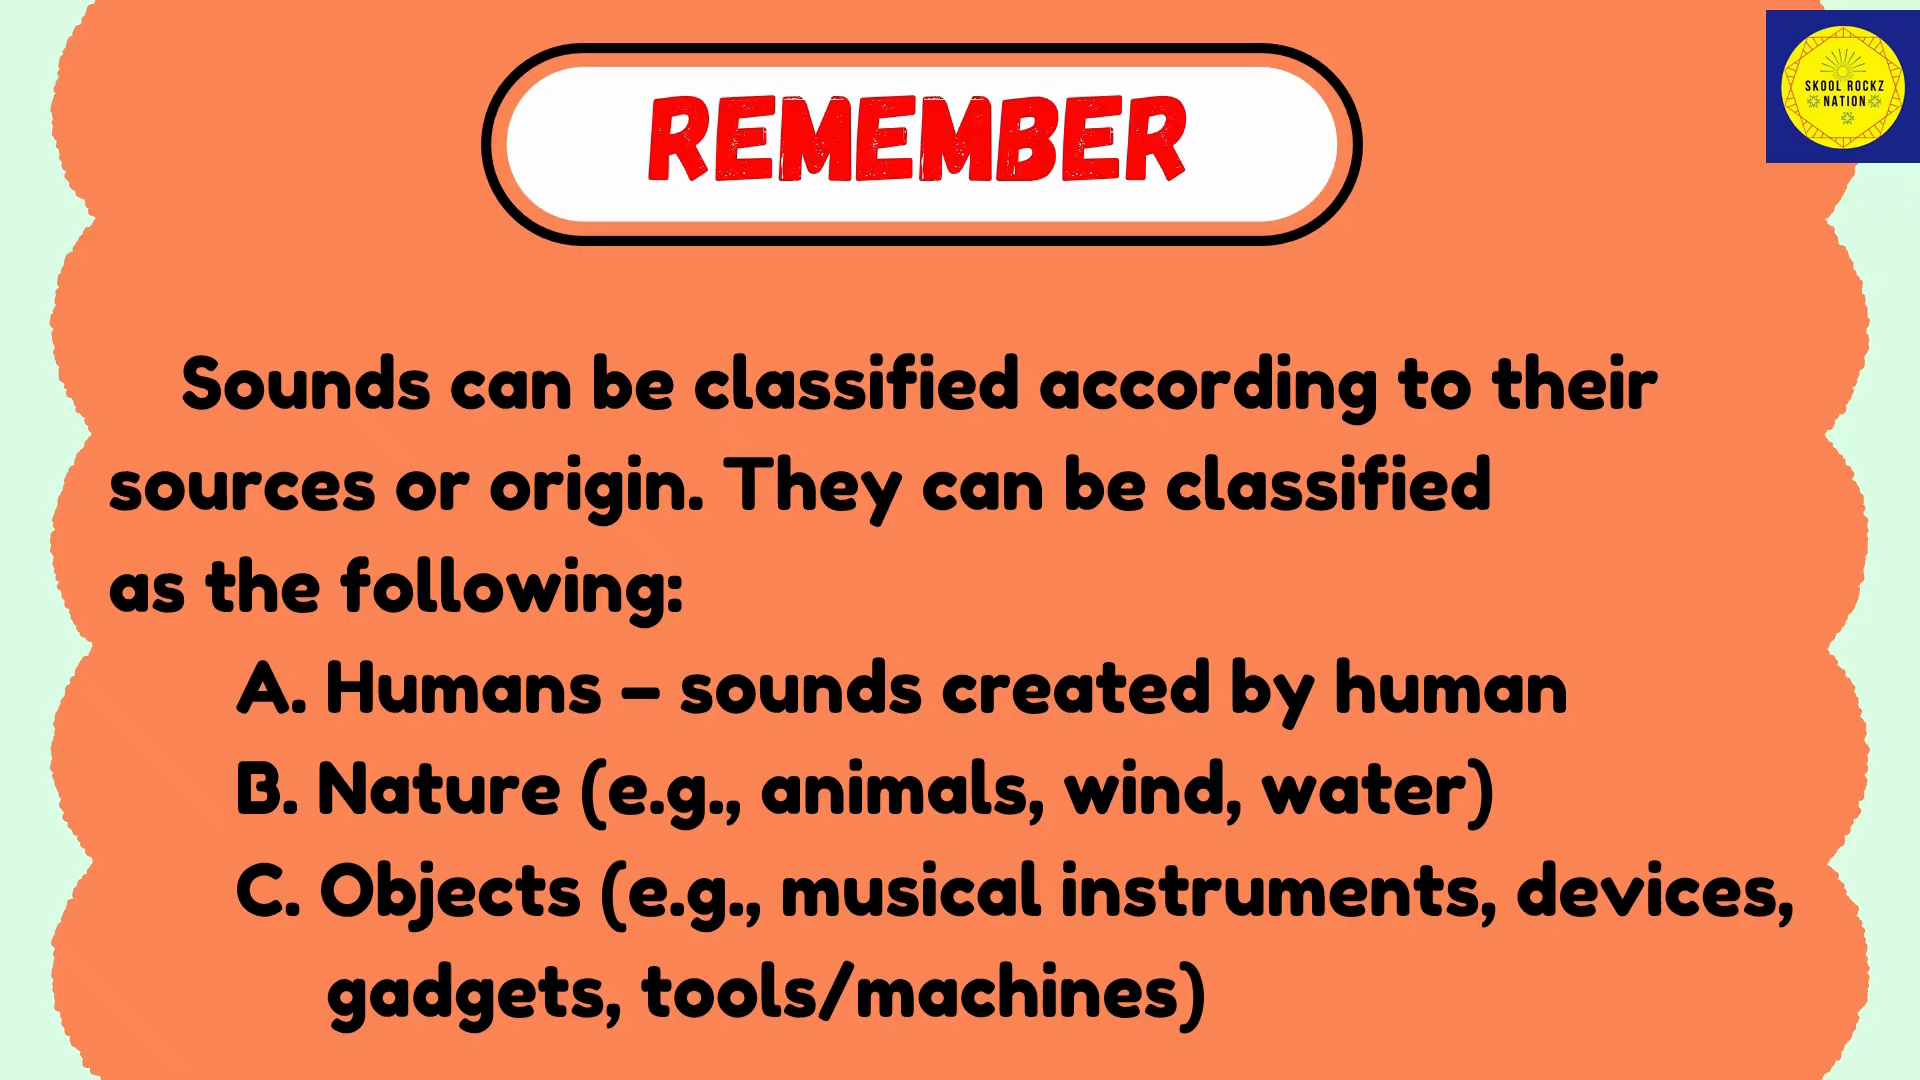 REMEMBER
SKOOL ROCKZ
NATION
Sounds can be classified according to their
sources or origin. They can be classified
as the following:
A. Humans – sounds created by human
B. Nature (e.g., animals, wind, water)
C. Objects (e.g., musical instruments, devices,
gadgets, tools/machines)